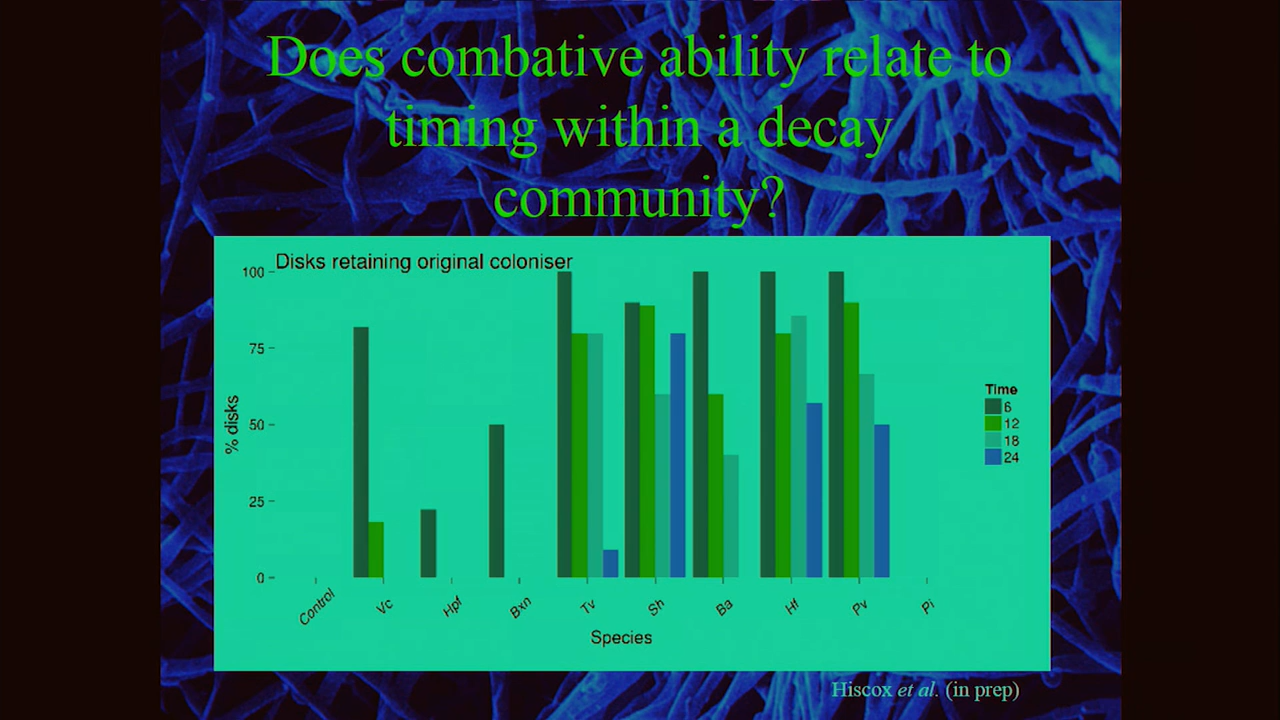 Does combative ability relate to
timing within a decay
community?
Disks retaining original coloniser
100
75
50
25
0
% disks
Control
Vc
Hpf
Bxn
Tv
Sh
Ba
Hf
Pv
Pi
Species
Time
6
12
18
24
Hiscox et al. (in prep)